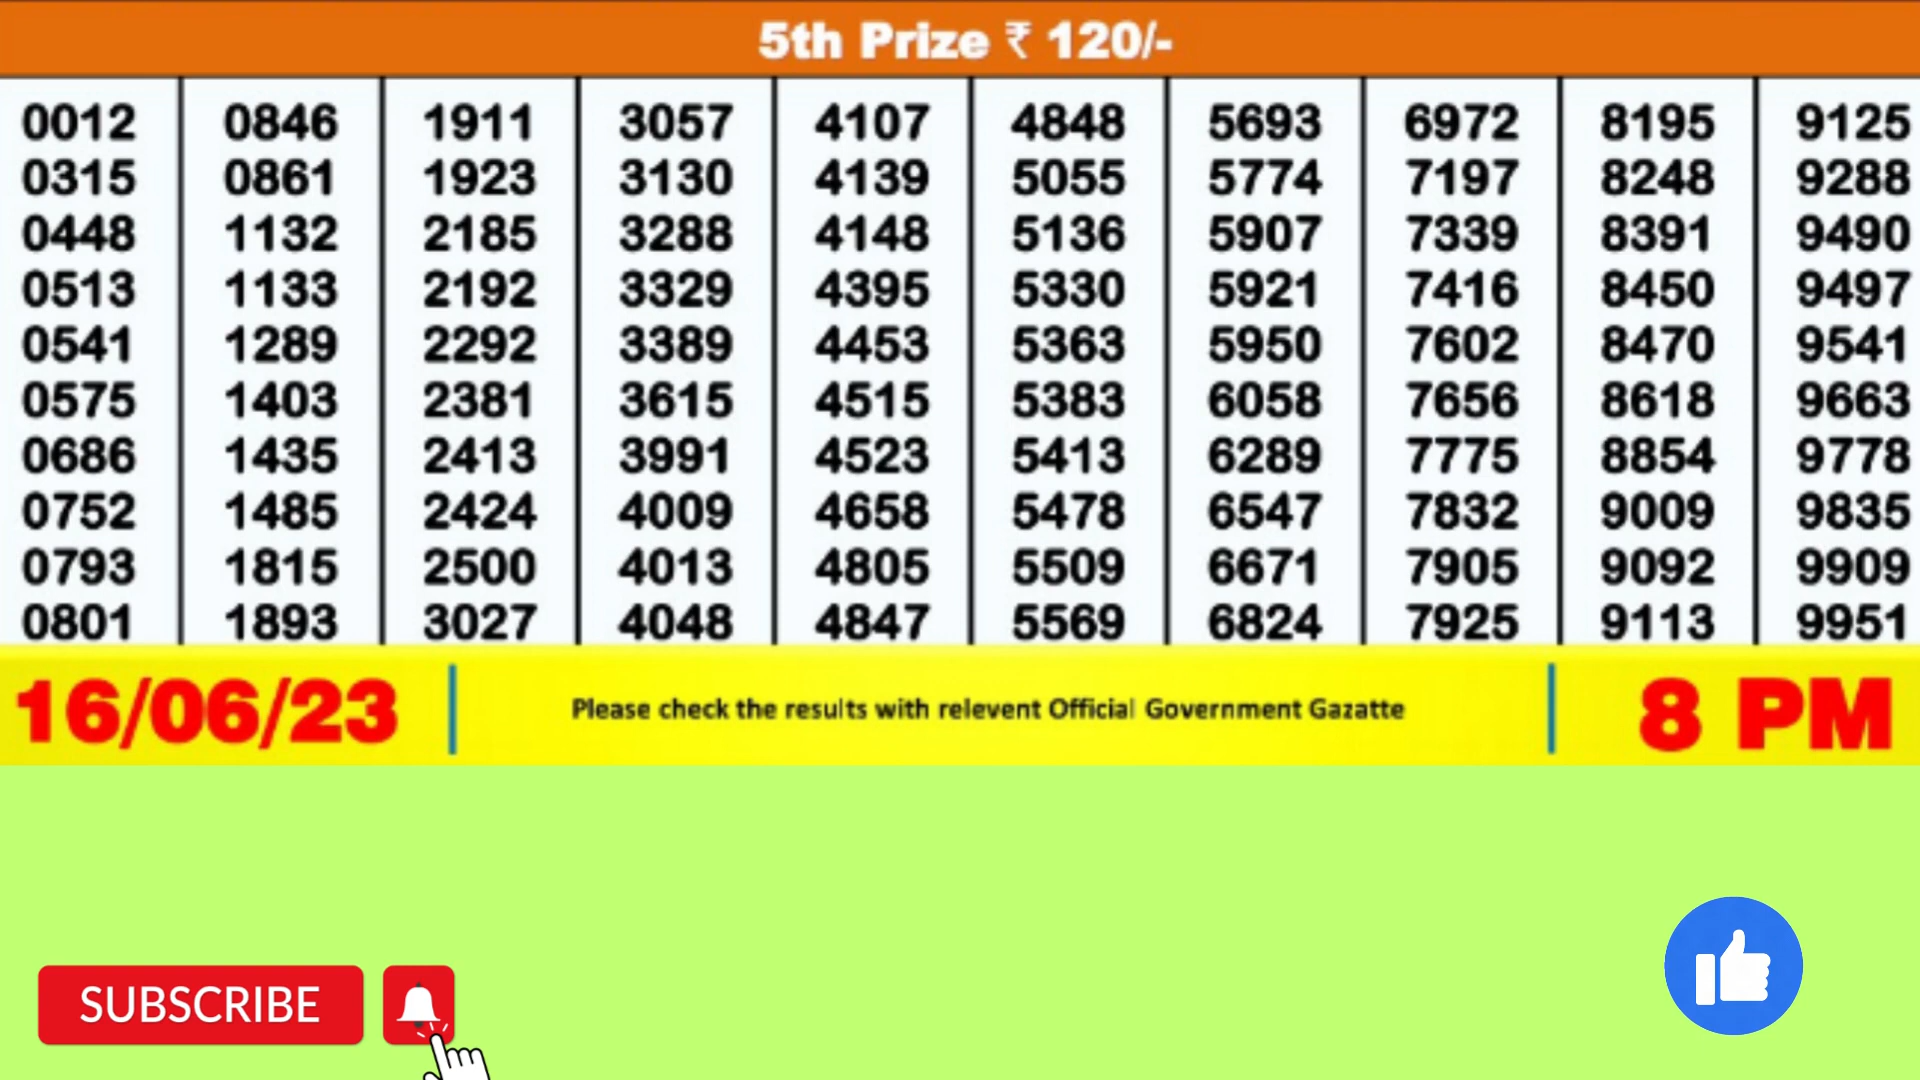 5th Prize ₹ 120/-
0012 0846 1911 3057 4107 4848 5693 6972 8195 9125
0315 0861 1923 3130 4139 5055 5774 7197 8248 9288
0448 1132 2185 3288 4148 5136 5907 7339 8391 9490
0513 1133 2192 3329 4395 5330 5921 7416 8450 9497
0541 1289 2292 3389 4453 5363 5950 7602 8470 9541
0575 1403 2381 3615 4515 5383 6058 7656 8618 9663
0686 1435 2413 3991 4523 5413 6289 7775 8854 9778
0752 1485 2424 4009 4658 5478 6547 7832 9009 9835
0793 1815 2500 4013 4805 5509 6671 7905 9092 9909
0801 1893 3027 4048 4847 5569 6824 7925 9113 9951
16/06/23 Please check the results with relevent Official Government Gazatte 8 PM
SUBSCRIBE